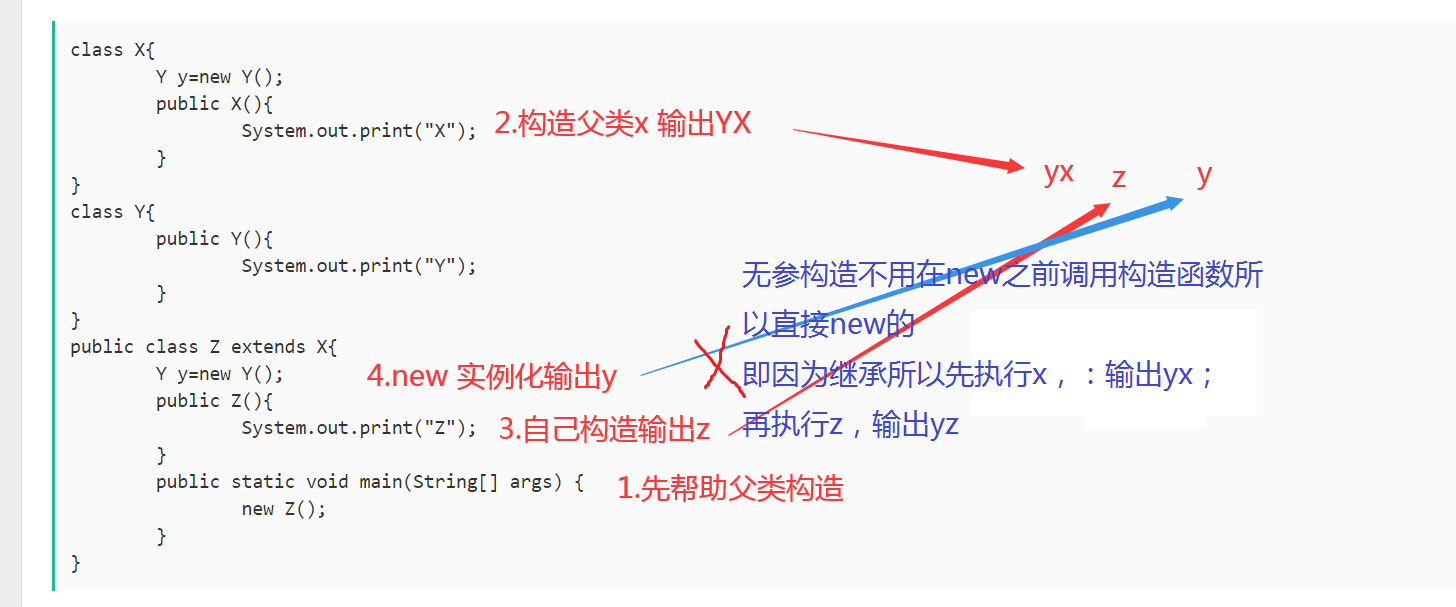 class X{
Y y=new Y();
public X(){
System.out.print("X"); 2.构造父类x 输出YX
}
yx z y
}
class Y{
public Y(){
System.out.print("Y");
无参构造不用在new之前调用构造函数所
}
}
以直接new的
public class Z extends X{
Y y=new Y(); 4.new 实例化输出y
即因为继承所以先执行x，：输出yx；
public Z(){
System.out.print("Z"); 3.自己构造输出z
再执行z，输出yz
}
public static void main(String[] args) { 1.先帮助父类构造
new Z();
}
}